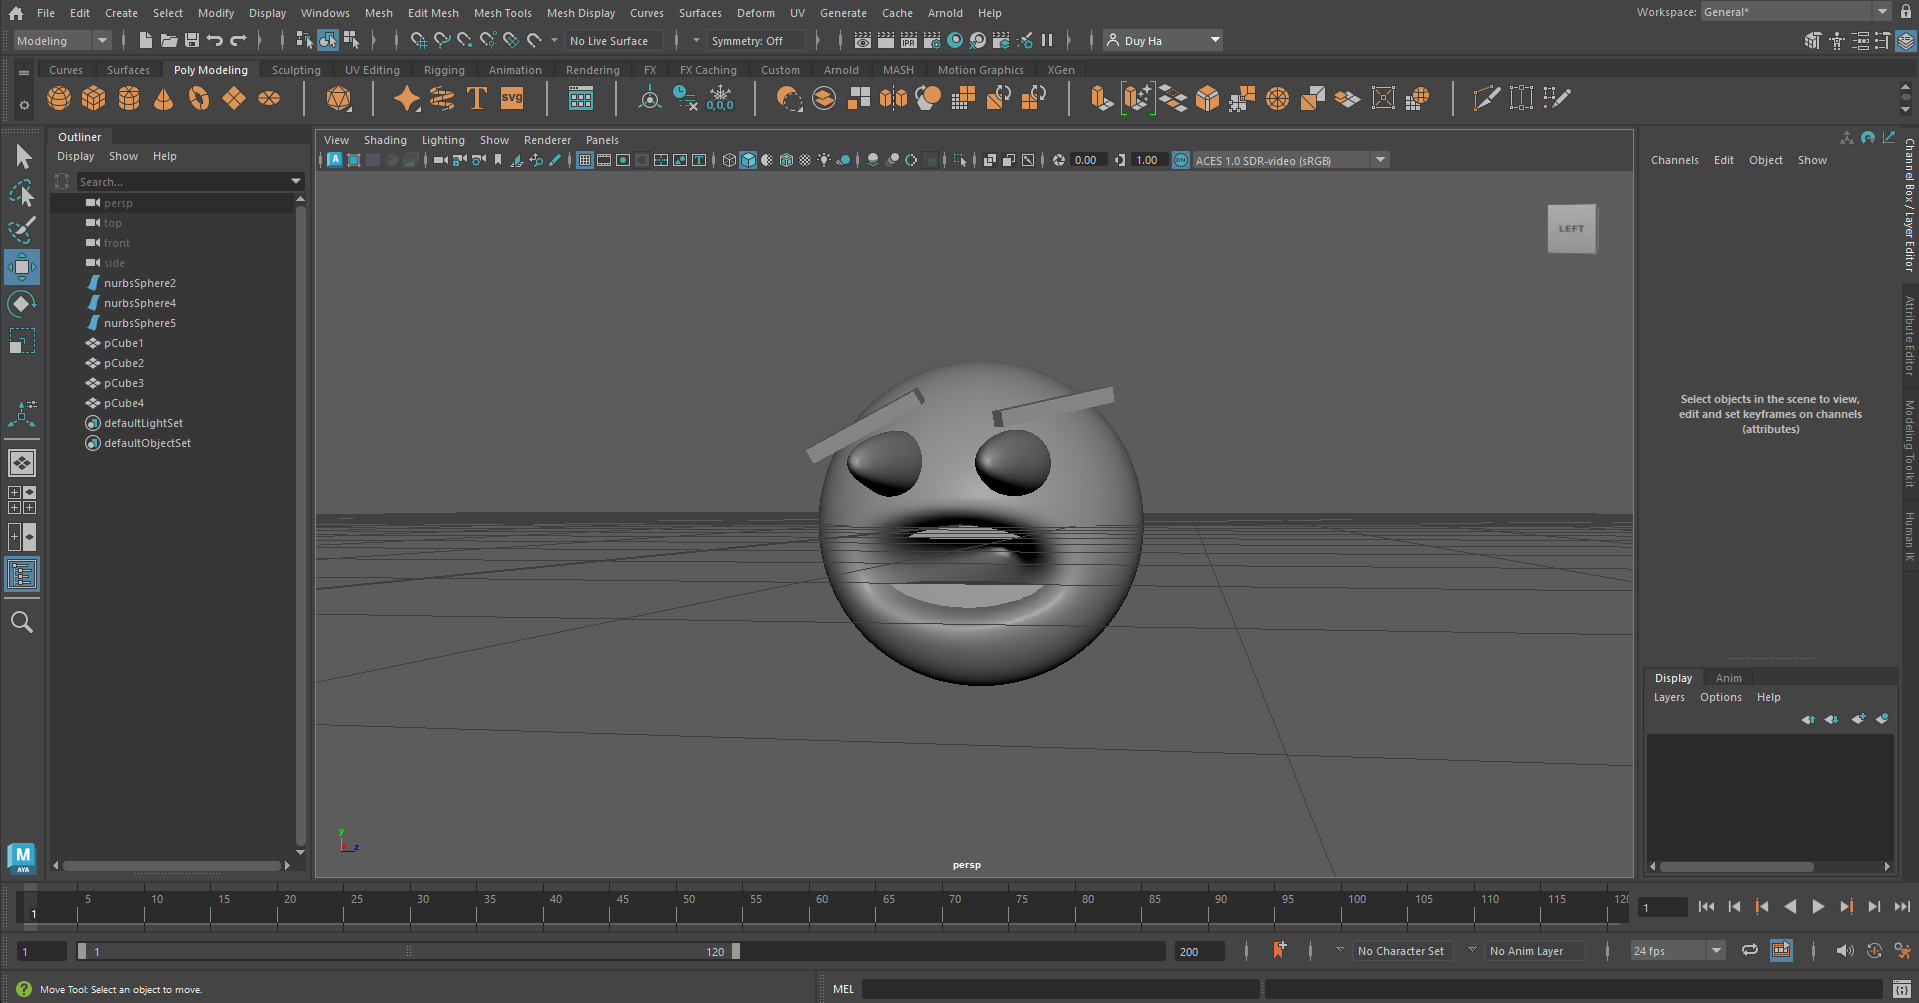 File Edit Create Select Modify Display Windows Mesh Edit Mesh Mesh Tools Mesh Display Curves Surfaces Deform UV Generate Cache Arnold Help
Workspace: General*
Modeling No Live Surface Symmetry: Off IPR Duy Ha
Curves Surfaces Poly Modeling Sculpting UV Editing Rigging Animation Rendering FX FX Caching Custom Arnold MASH Motion Graphics XGen
T SVG 0,0,0
Outliner
Display Show Help
Search...
persp
top
front
side
nurbsSphere2
nurbsSphere4
nurbsSphere5
pCube1
pCube2
pCube3
pCube4
defaultLightSet
defaultObjectSet
View Shading Lighting Show Renderer Panels
A T 0.00 1.00 ON ACES 1.0 SDR-video (sRGB)
LEFT
y
z
persp
Channels Edit Object Show
Select objects in the scene to view,
edit and set keyframes on channels
(attributes)
Channel Box / Layer Editor
Attribute Editor
Modeling Toolkit
Human IK
Display Anim
Layers Options Help
M
AYA
5 10 15 20 25 30 35 40 45 50 55 60 65 70 75 80 85 90 95 100 105 110 115 120
1
1
1 1 120 200 No Character Set No Anim Layer 24 fps
Move Tool: Select an object to move.
MEL